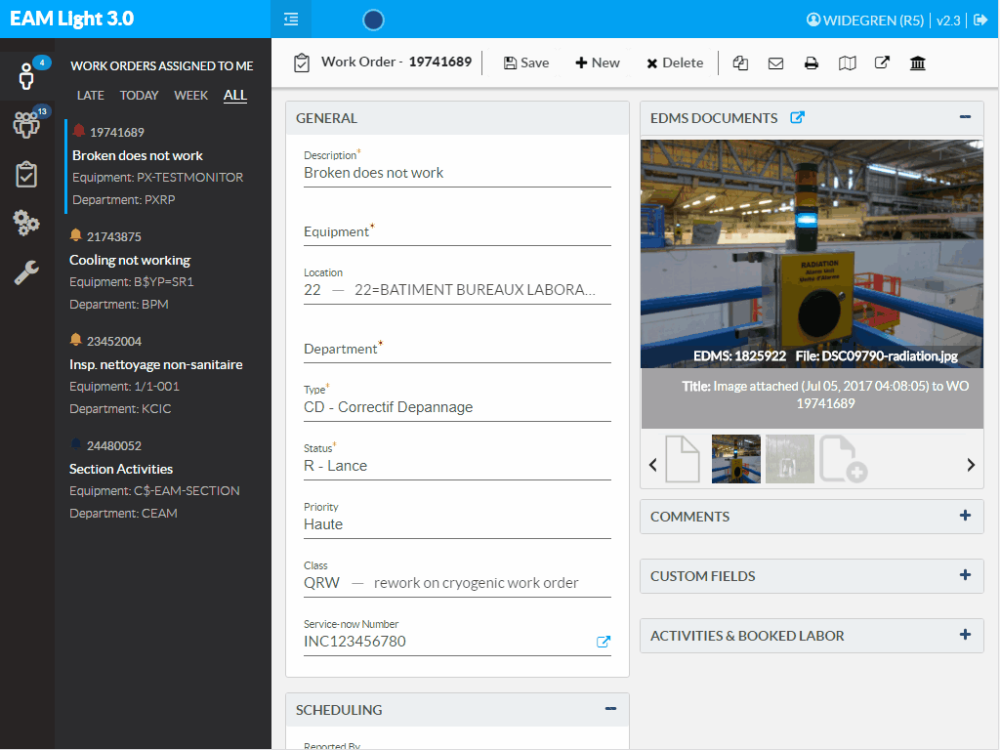 EAM Light 3.0
WIDEGREN (R5) | v2.3
4
13
WORK ORDERS ASSIGNED TO ME
LATE TODAY WEEK ALL
19741689
Broken does not work
Equipment: PX-TESTMONITOR
Department: PXRP
21743875
Cooling not working
Equipment: B$YP=SR1
Department: BPM
23452004
Insp. nettoyage non-sanitaire
Equipment: 1/1-001
Department: KCIC
24480052
Section Activities
Equipment: C$-EAM-SECTION
Department: CEAM
Work Order - 19741689
Save New Delete
GENERAL
Description*
Broken does not work
Equipment*
Location
22 — 22=BATIMENT BUREAUX LABORA...
Department*
Type*
CD - Correctif Depannage
Status*
R - Lance
Priority
Haute
Class
QRW — rework on cryogenic work order
Service-now Number
INC123456780
SCHEDULING
Reported By
EDMS DOCUMENTS
RADIATION
Alarm Unit
Unité d'Alarme
EDMS: 1825922 File: DSC09790-radiation.jpg
Title: Image attached (Jul 05, 2017 04:08:05) to WO
19741689
COMMENTS
CUSTOM FIELDS
ACTIVITIES & BOOKED LABOR